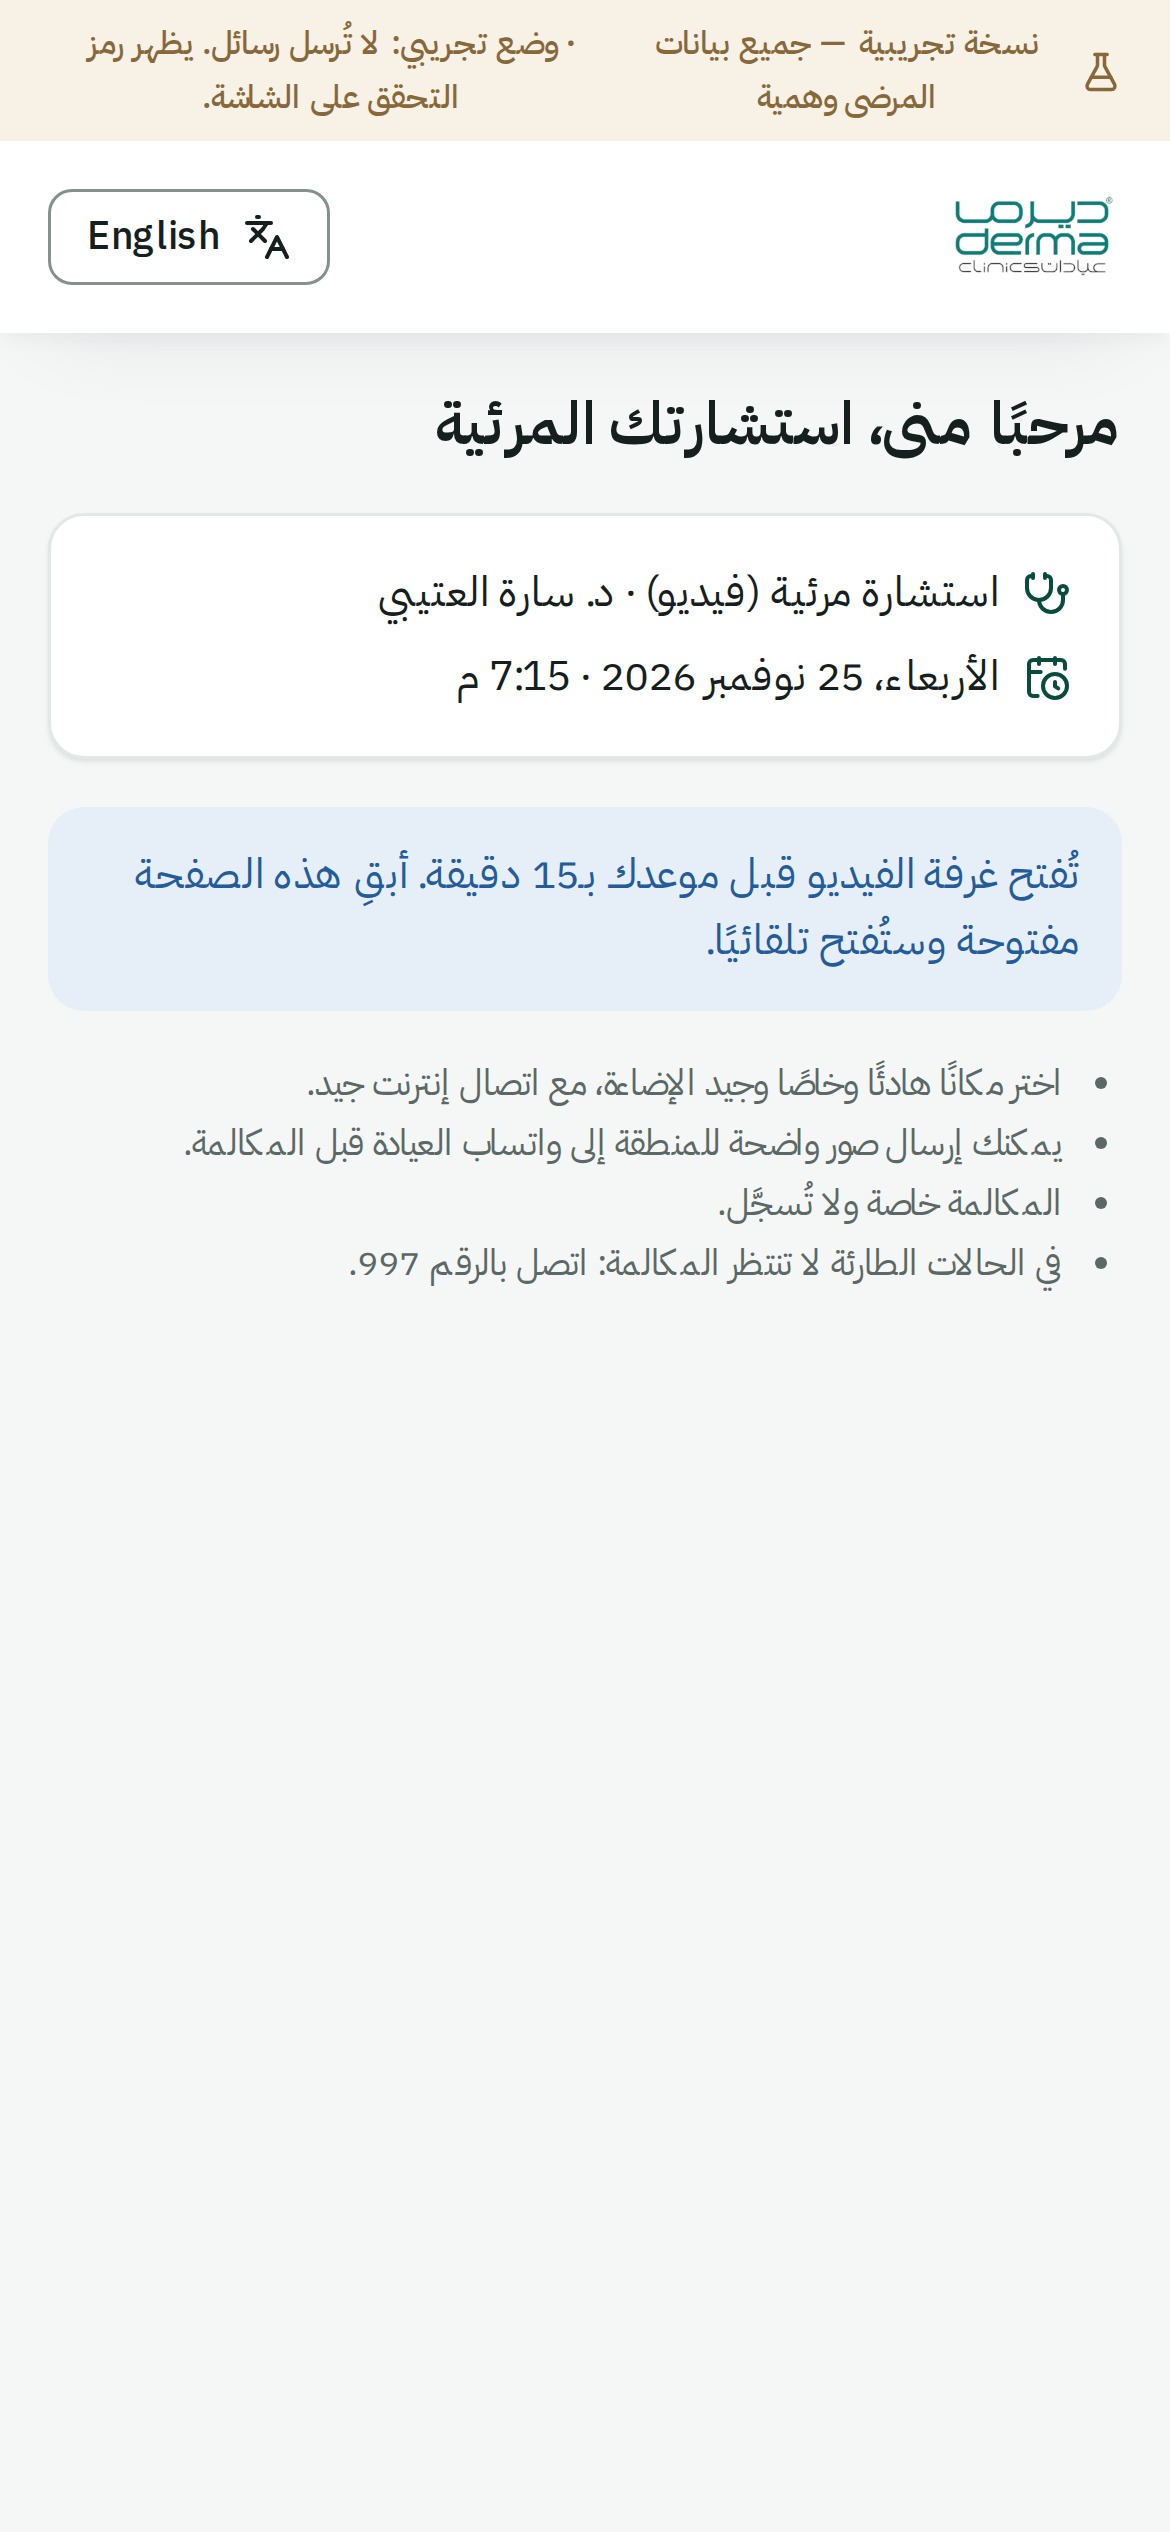 نسخة تجريبية — جميع بيانات المرضى وهمية
· وضع تجريبي: لا تُرسل رسائل. يظهر رمز التحقق على الشاشة.
ديرما
derma
clinics عيادات
English
مرحبًا منى، استشارتك المرئية
استشارة مرئية (فيديو) · د. سارة العتيبي
الأربعاء، 25 نوفمبر 2026 · 7:15 م
تُفتح غرفة الفيديو قبل موعدك بـ15 دقيقة. أبقِ هذه الصفحة
مفتوحة وستُفتح تلقائيًا.
اختر مكانًا هادئًا وخاصًا وجيد الإضاءة، مع اتصال إنترنت جيد.
يمكنك إرسال صور واضحة للمنطقة إلى واتساب العيادة قبل المكالمة.
المكالمة خاصة ولا تُسجَّل.
في الحالات الطارئة لا تنتظر المكالمة: اتصل بالرقم 997.